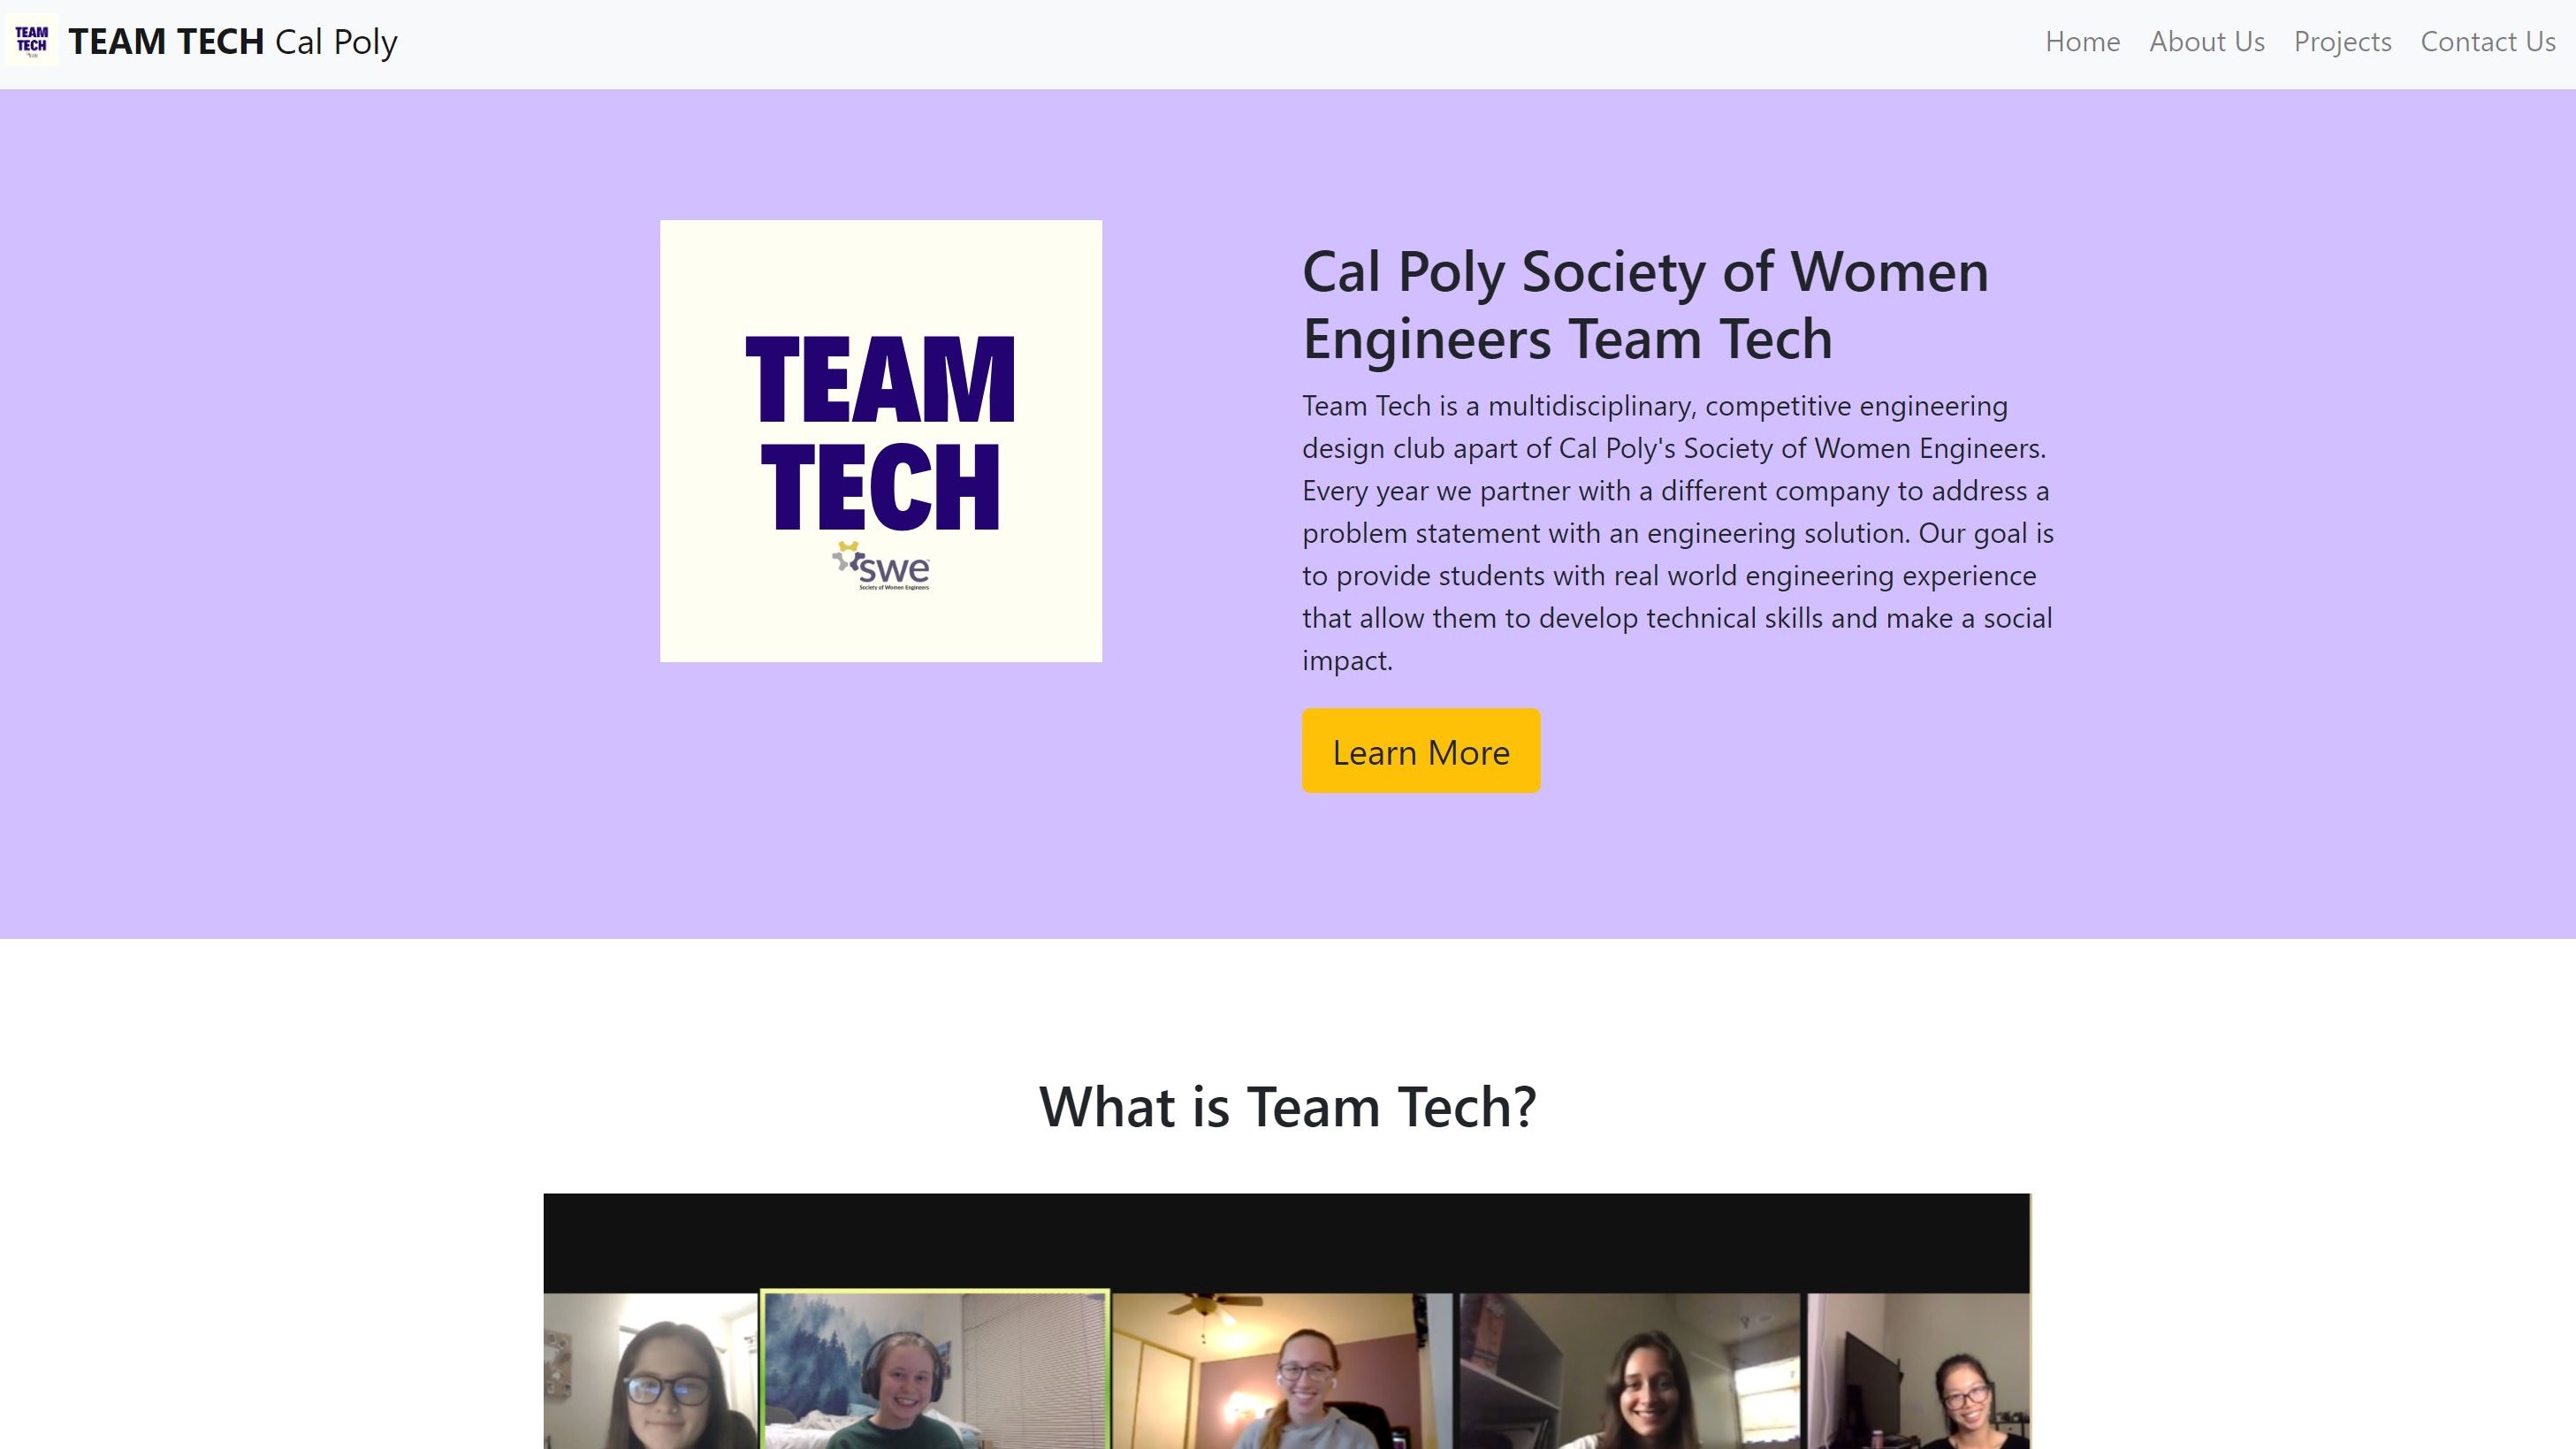 TEAM
TECH
TEAM TECH Cal Poly
Home About Us Projects Contact Us
TEAM
TECH
swe
Society of Women Engineers
Cal Poly Society of Women
Engineers Team Tech
Team Tech is a multidisciplinary, competitive engineering
design club apart of Cal Poly's Society of Women Engineers.
Every year we partner with a different company to address a
problem statement with an engineering solution. Our goal is
to provide students with real world engineering experience
that allow them to develop technical skills and make a social
impact.
Learn More
What is Team Tech?